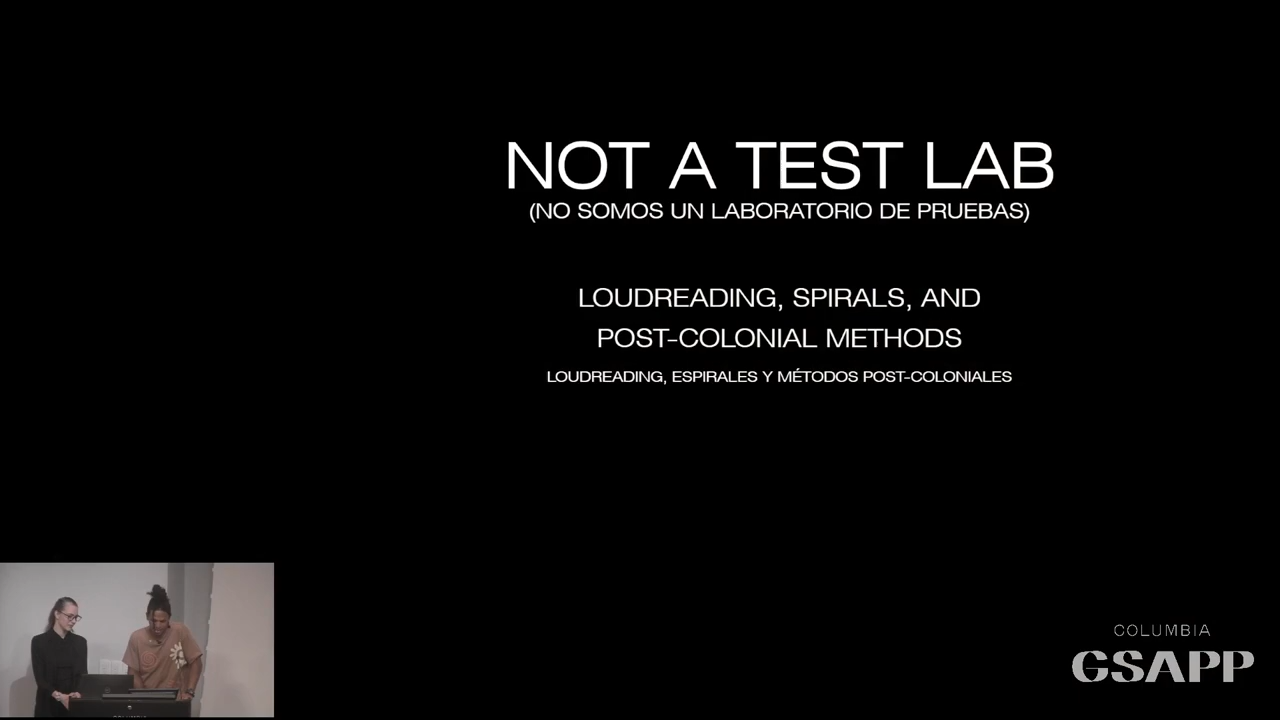 NOT A TEST LAB
(NO SOMOS UN LABORATORIO DE PRUEBAS)
LOUDREADING, SPIRALS, AND
POST-COLONIAL METHODS
LOUDREADING, ESPIRALES Y MÉTODOS POST-COLONIALES
COLUMBIA
GSAPP